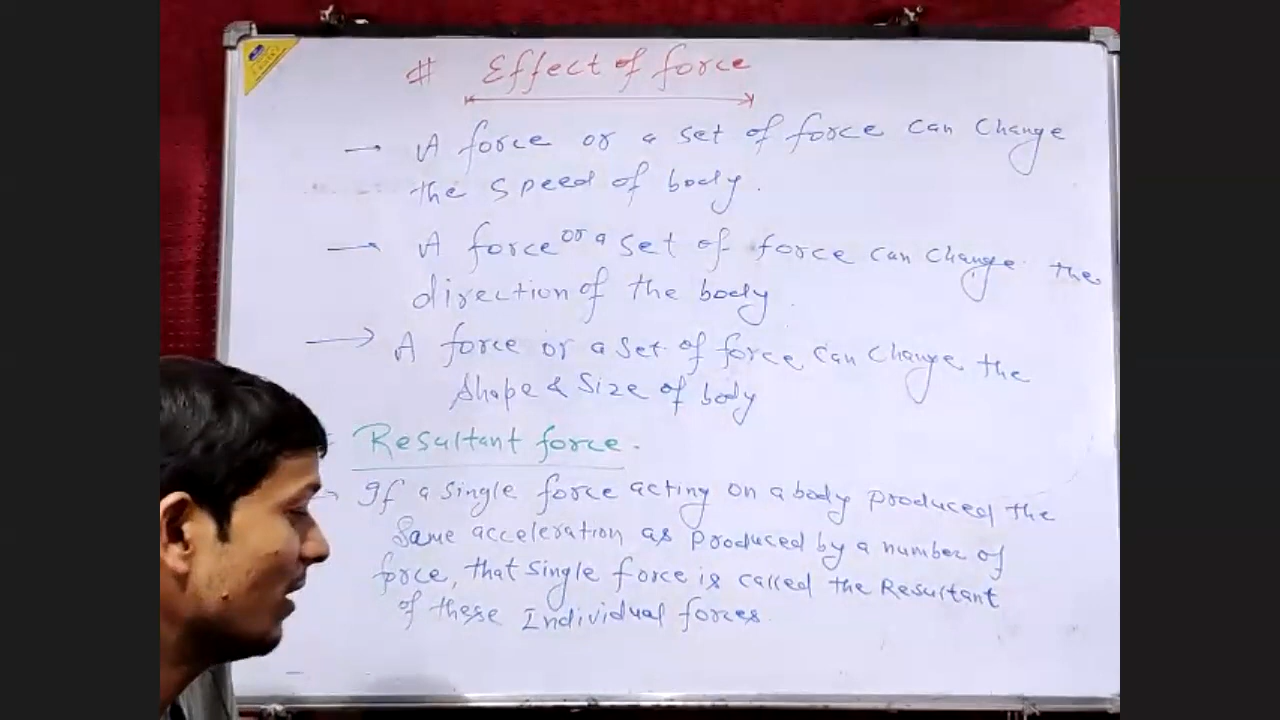 # Effect of force
→ A force or a set of force can change
the speed of body.
→ A force or a set of force can change the
direction of the body.
→ A force or a set of force can change the
Shape & Size of body
Resultant force.
→ If a single force acting on a body produced the
Same acceleration as produced by a number of
force, that single force is called the Resultant
of these Individual forces.